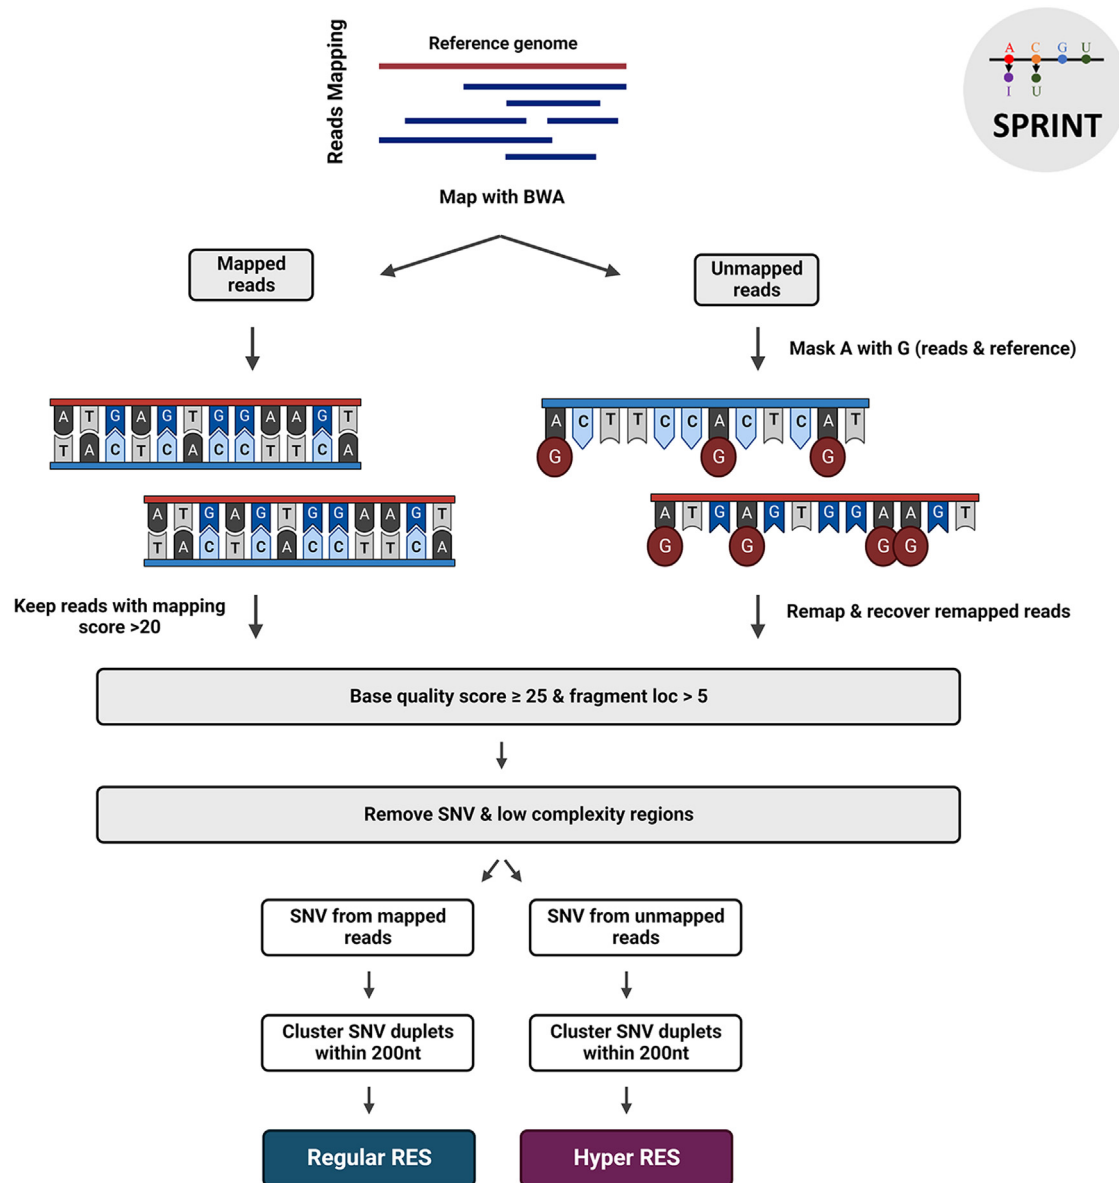 Reads Mapping
Reference genome
A C G U
I U
SPRINT
Map with BWA
Mapped
reads
Unmapped
reads
Mask A with G (reads & reference)
A T G A G T G G A A G T
T A C T C A C C T T C A
A C T T C C A C T C A T
G G G
A T G A G T G G A A G T
T A C T C A C C T T C A
A T G A G T G G A A G T
G G G G
Keep reads with mapping
score >20
Remap & recover remapped reads
Base quality score ≥ 25 & fragment loc > 5
Remove SNV & low complexity regions
SNV from mapped
reads
SNV from unmapped
reads
Cluster SNV duplets
within 200nt
Cluster SNV duplets
within 200nt
Regular RES
Hyper RES